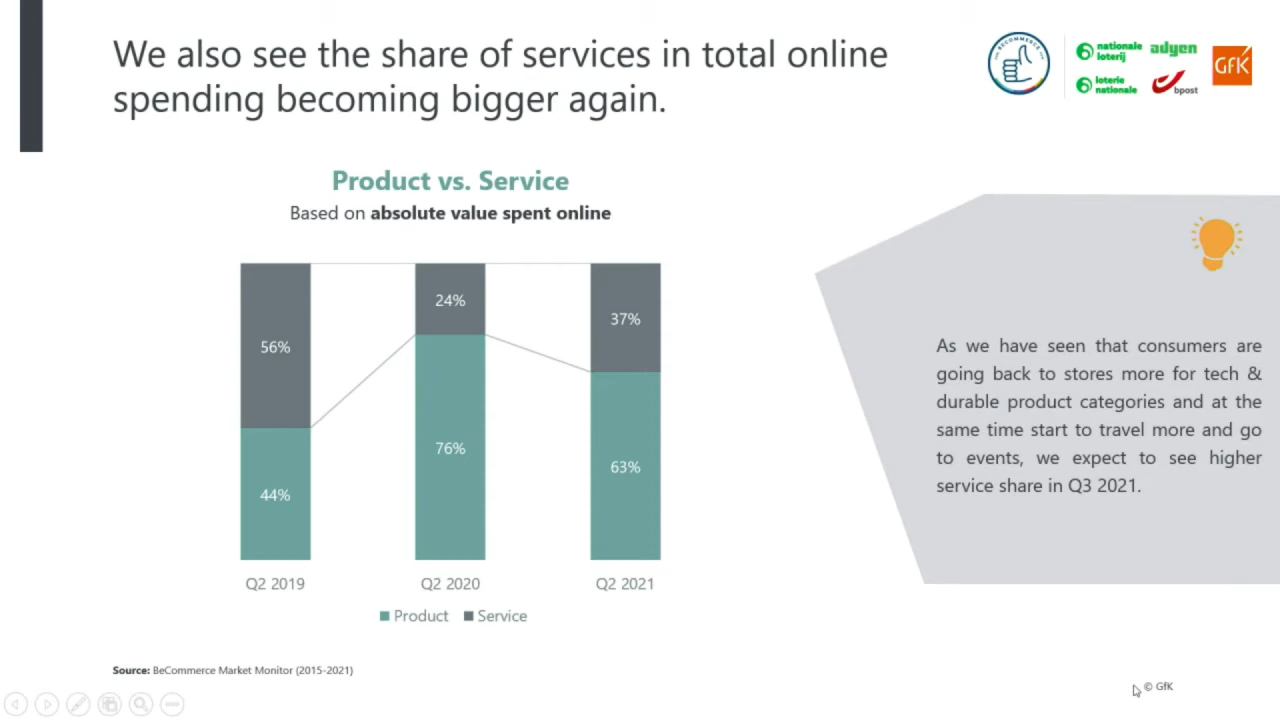 We also see the share of services in total online
spending becoming bigger again.
BECOMMERCE
nationale
loterij
loterie
nationale
adyen
bpost
GfK
Product vs. Service
Based on absolute value spent online
56%
24%
37%
44%
76%
63%
Q2 2019
Q2 2020
Q2 2021
Product
Service
As we have seen that consumers are
going back to stores more for tech &
durable product categories and at the
same time start to travel more and go
to events, we expect to see higher
service share in Q3 2021.
Source: BeCommerce Market Monitor (2015-2021)
© GfK